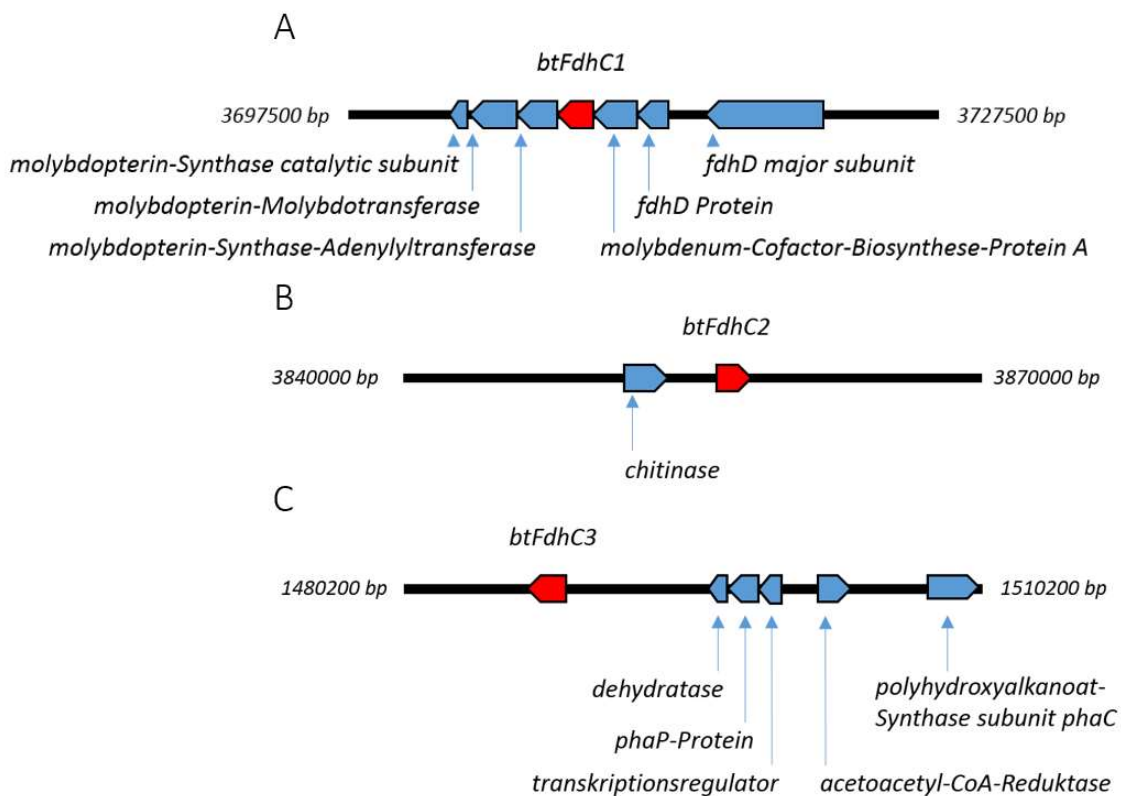 A
btFdhC1
3697500 bp
3727500 bp
molybdopterin-Synthase catalytic subunit
fdhD major subunit
molybdopterin-Molybdotransferase
fdhD Protein
molybdopterin-Synthase-Adenylyltransferase
molybdenum-Cofactor-Biosynthese-Protein A
B
btFdhC2
3840000 bp
3870000 bp
chitinase
C
btFdhC3
1480200 bp
1510200 bp
dehydratase
polyhydroxyalkanoat-
Synthase subunit phaC
phaP-Protein
transkriptionsregulator
acetoacetyl-CoA-Reduktase